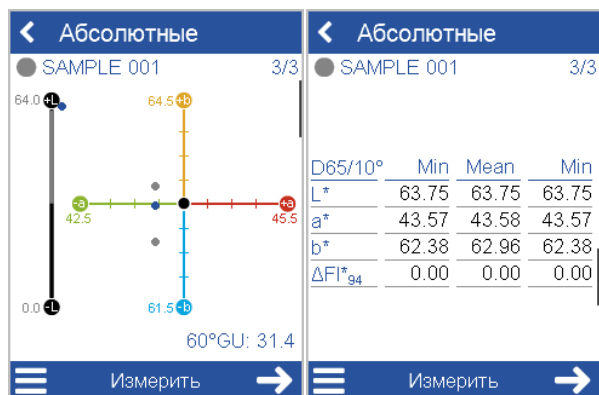 Абсолютные
SAMPLE 001 3/3
64.0 +L 64.5 +b
-a +a
42.5 45.5
0.0 -L 61.5 -b
60°GU: 31.4
Измерить
Абсолютные
SAMPLE 001 3/3
D65/10° Min Mean Min
L* 63.75 63.75 63.75
a* 43.57 43.58 43.57
b* 62.38 62.96 62.38
ΔFl*94 0.00 0.00 0.00
Измерить